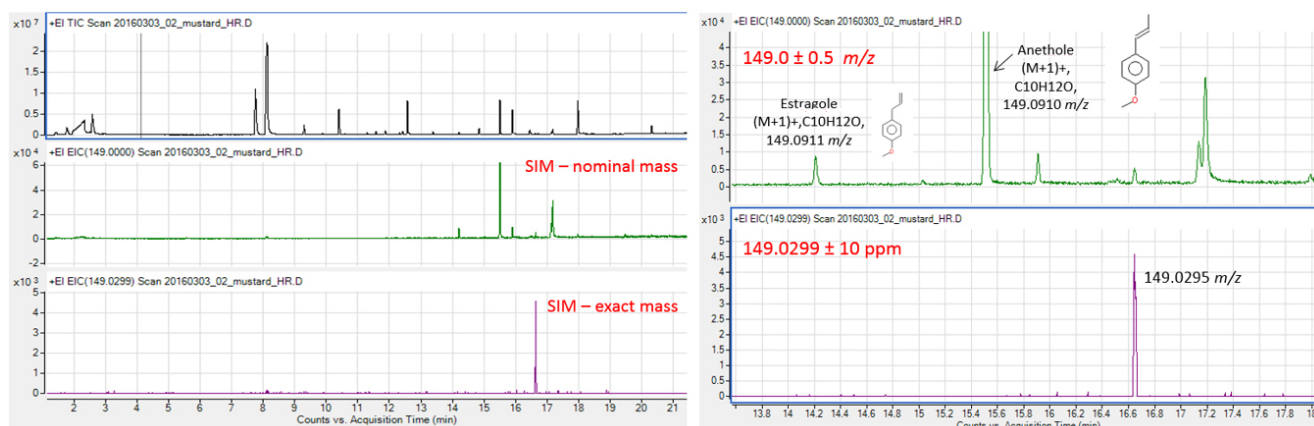 +EI TIC Scan 20160303_02_mustard_HR.D
x10 7
2
1.5
1
0.5
0
+EI EIC(149.0000) Scan 20160303_02_mustard_HR.D
x10 4
6
4
2
0
-2
SIM – nominal mass
+EI EIC(149.0299) Scan 20160303_02_mustard_HR.D
x10 3
5
4
3
2
1
0
SIM – exact mass
2 3 4 5 6 7 8 9 10 11 12 13 14 15 16 17 18 19 20 21
Counts vs. Acquisition Time (min)
+EI EIC(149.0000) Scan 20160303_02_mustard_HR.D
x10 4
4
3.5
3
2.5
2
1.5
1
0.5
0
149.0 ± 0.5 m/z
Estragole
(M+1)+,C10H12O,
149.0911 m/z
Anethole
(M+1)+,
C10H12O,
149.0910 m/z
+EI EIC(149.0299) Scan 20160303_02_mustard_HR.D
x10 3
5
4.5
4
3.5
3
2.5
2
1.5
1
0.5
0
149.0299 ± 10 ppm
149.0295 m/z
13.8 14 14.2 14.4 14.6 14.8 15 15.2 15.4 15.6 15.8 16 16.2 16.4 16.6 16.8 17 17.2 17.4 17.6 17.8
Counts vs. Acquisition Time (min)